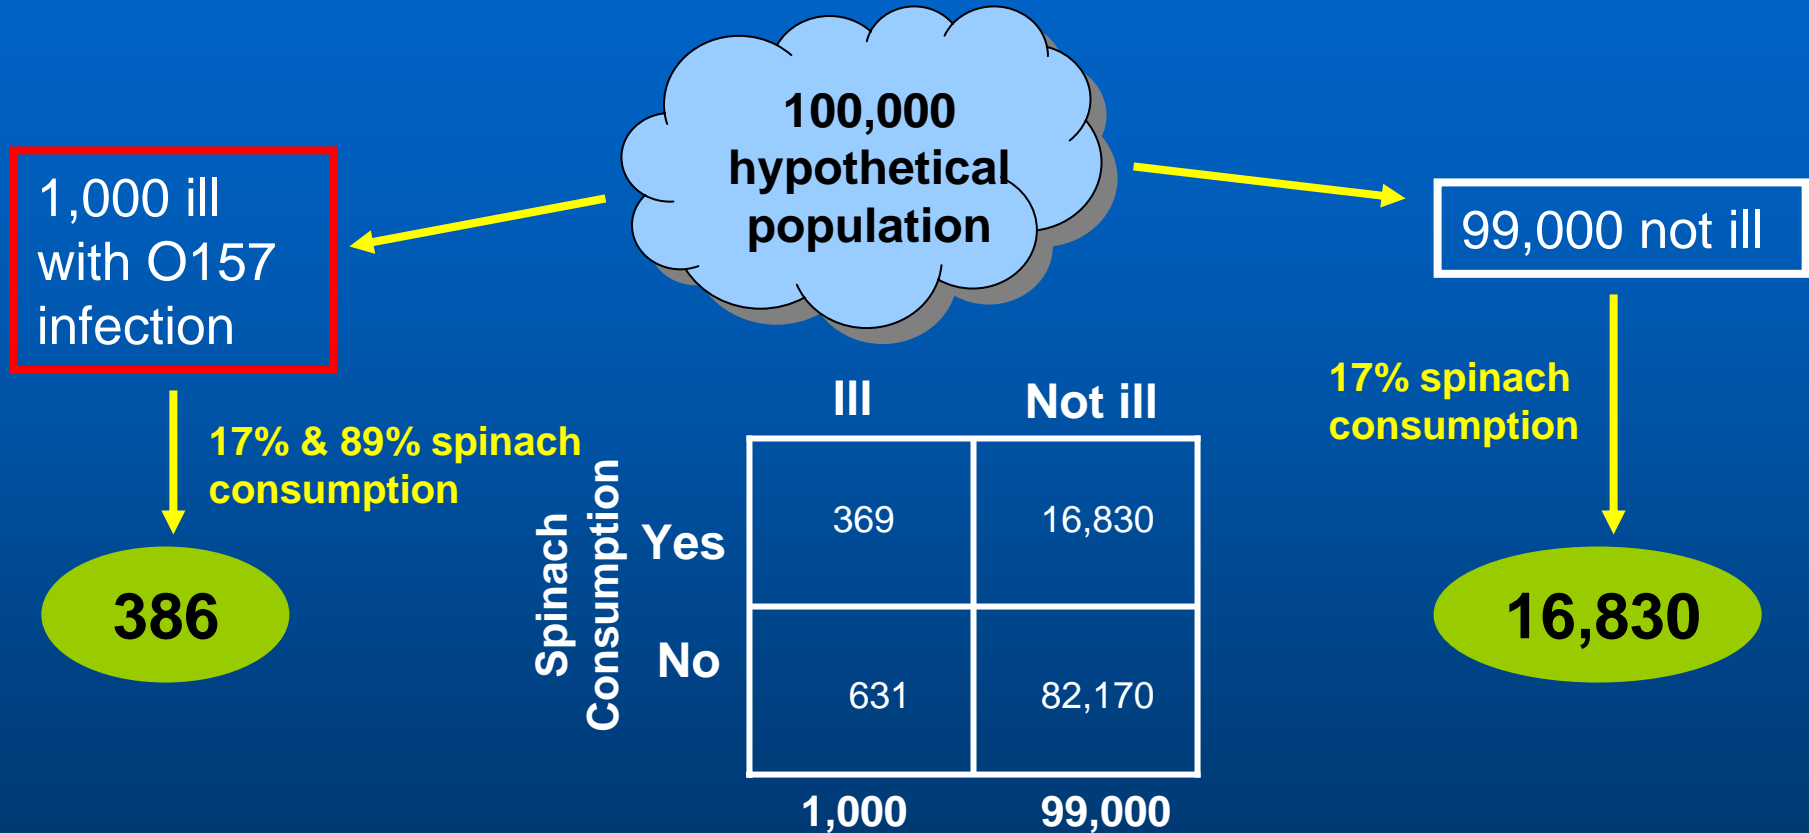 100,000
hypothetical
population
1,000 ill
with O157
infection
99,000 not ill
17% & 89% spinach
consumption
17% spinach
consumption
386
16,830
Ill
Not ill
Spinach
Consumption
Yes
369
16,830
No
631
82,170
1,000
99,000